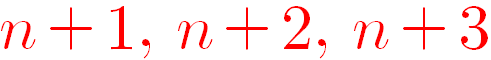 n + 1, n + 2, n + 3